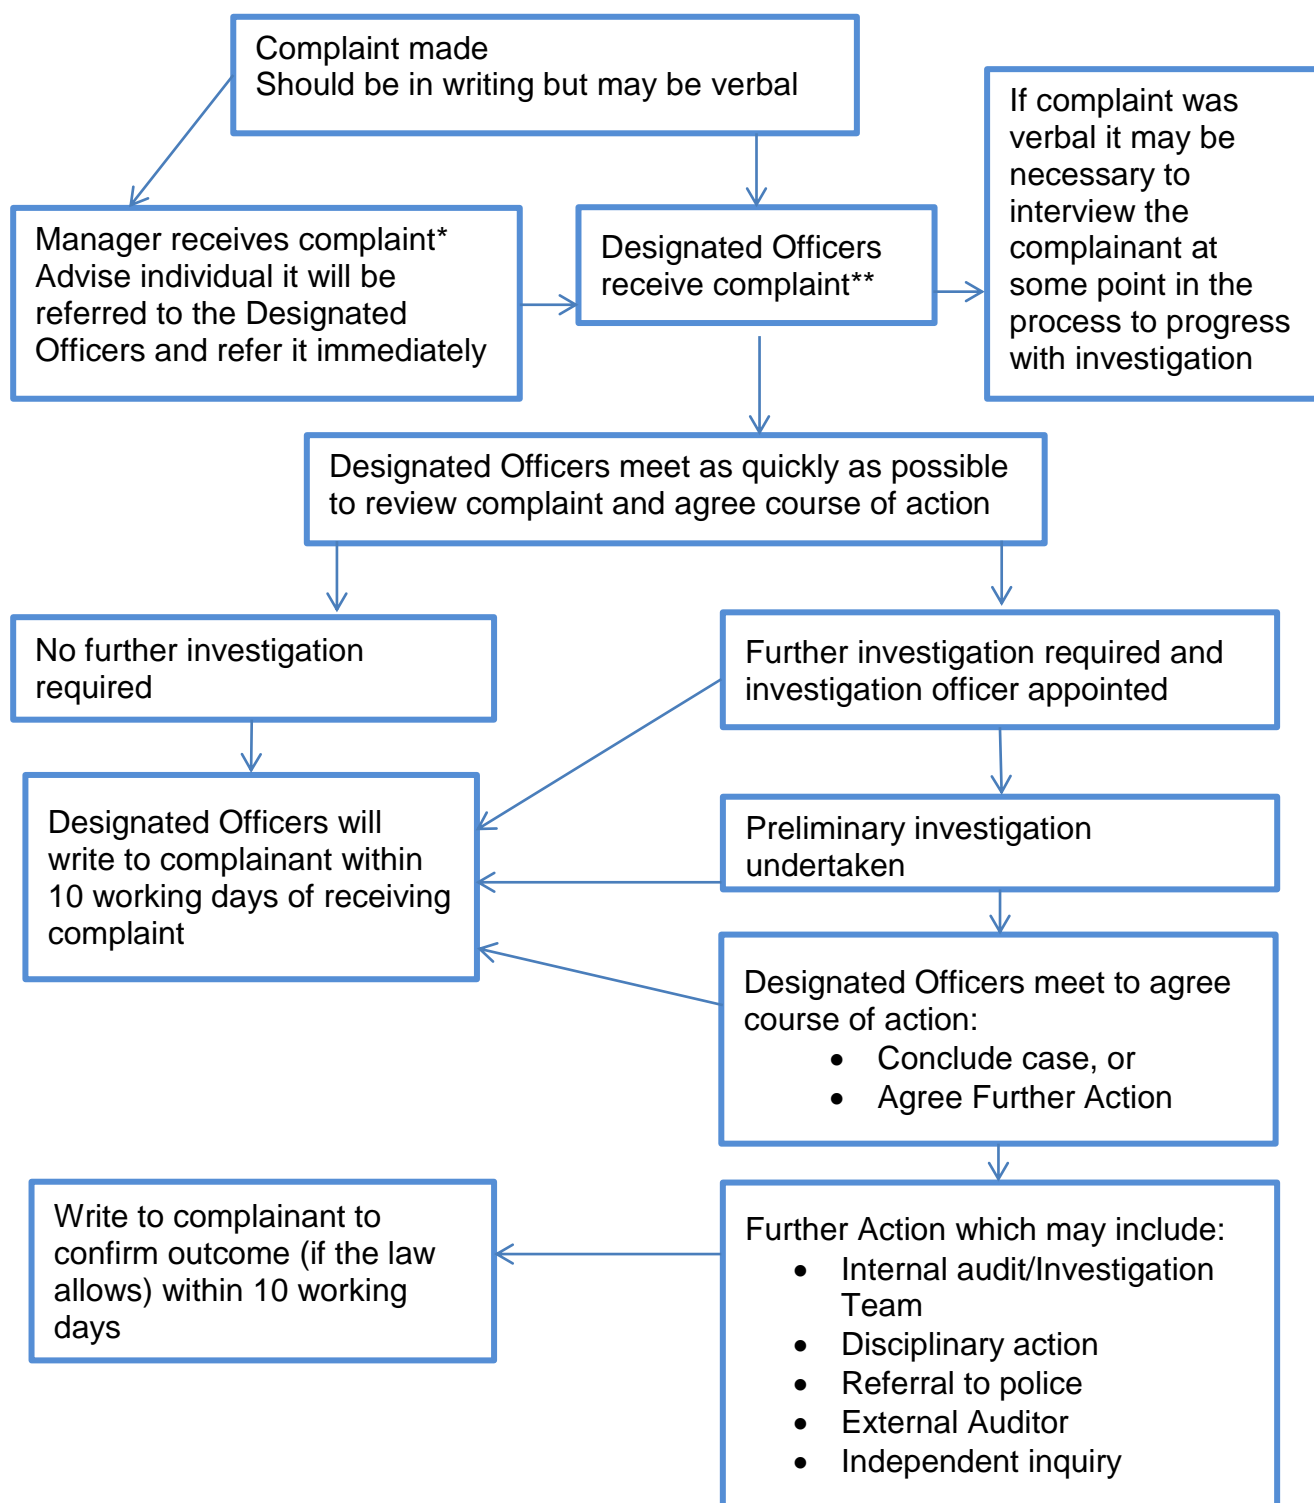 Complaint made
Should be in writing but may be verbal
If complaint was
verbal it may be
necessary to
interview the
complainant at
some point in the
process to progress
with investigation
Manager receives complaint*
Advise individual it will be
referred to the Designated
Officers and refer it immediately
Designated Officers
receive complaint**
Designated Officers meet as quickly as possible
to review complaint and agree course of action
No further investigation
required
Further investigation required and
investigation officer appointed
Designated Officers will
write to complainant within
10 working days of receiving
complaint
Preliminary investigation
undertaken
Designated Officers meet to agree
course of action:
• Conclude case, or
• Agree Further Action
Write to complainant to
confirm outcome (if the law
allows) within 10 working
days
Further Action which may include:
• Internal audit/Investigation
Team
• Disciplinary action
• Referral to police
• External Auditor
• Independent inquiry